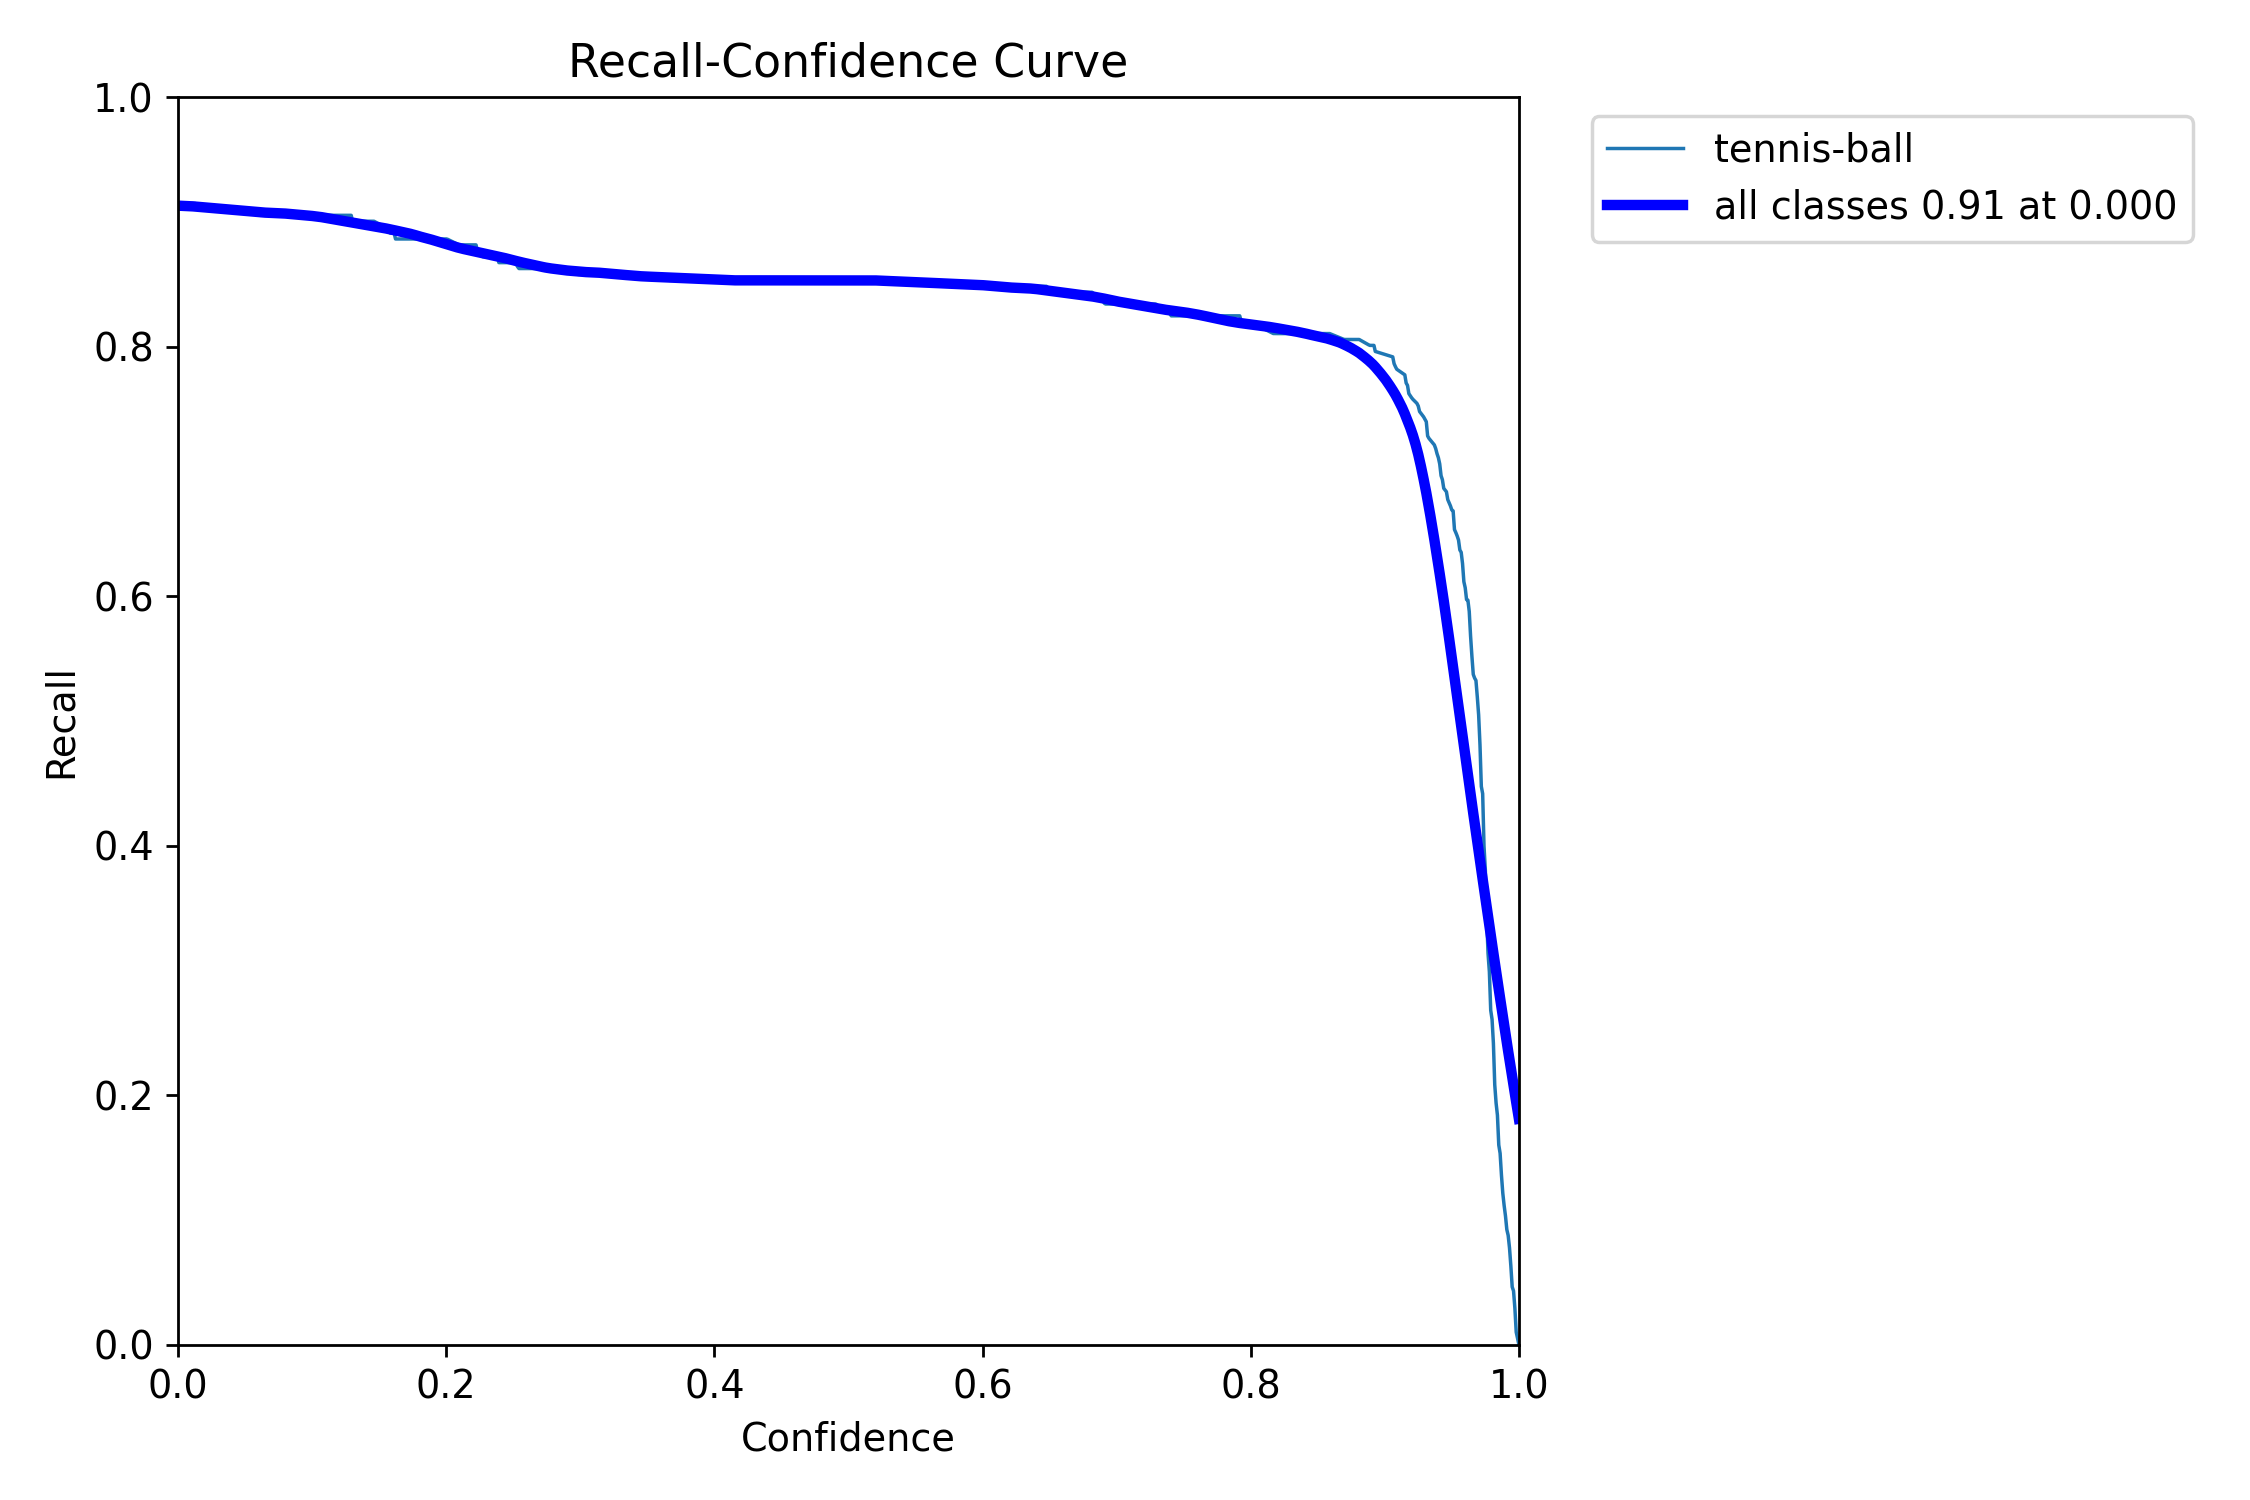 Recall-Confidence Curve
1.0
0.8
0.6
0.4
0.2
0.0
Recall
0.0 0.2 0.4 0.6 0.8 1.0
Confidence
tennis-ball
all classes 0.91 at 0.000